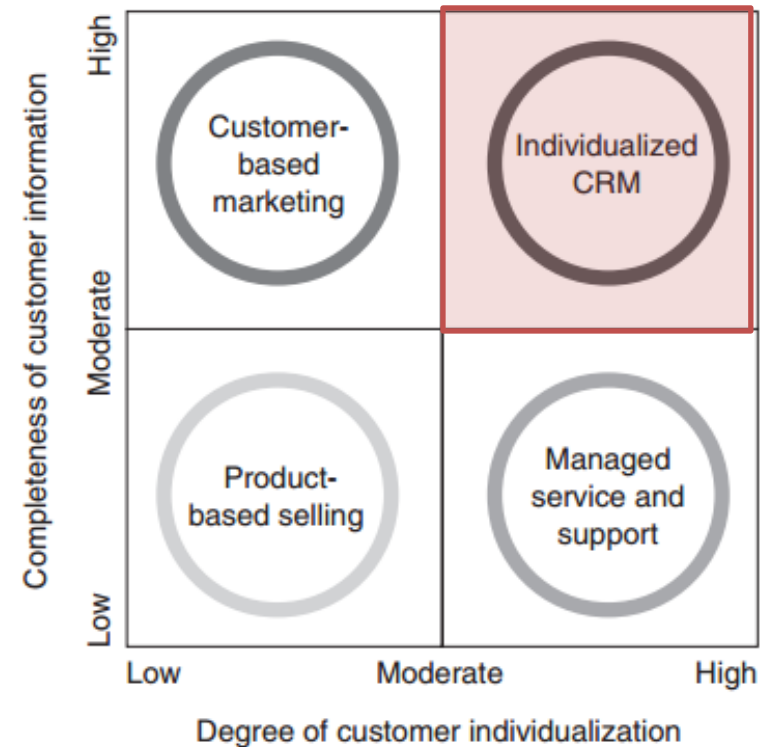 High
Moderate
Low
Completeness of customer information
Customer-
based
marketing
Individualized
CRM
Product-
based selling
Managed
service and
support
Low
Moderate
High
Degree of customer individualization